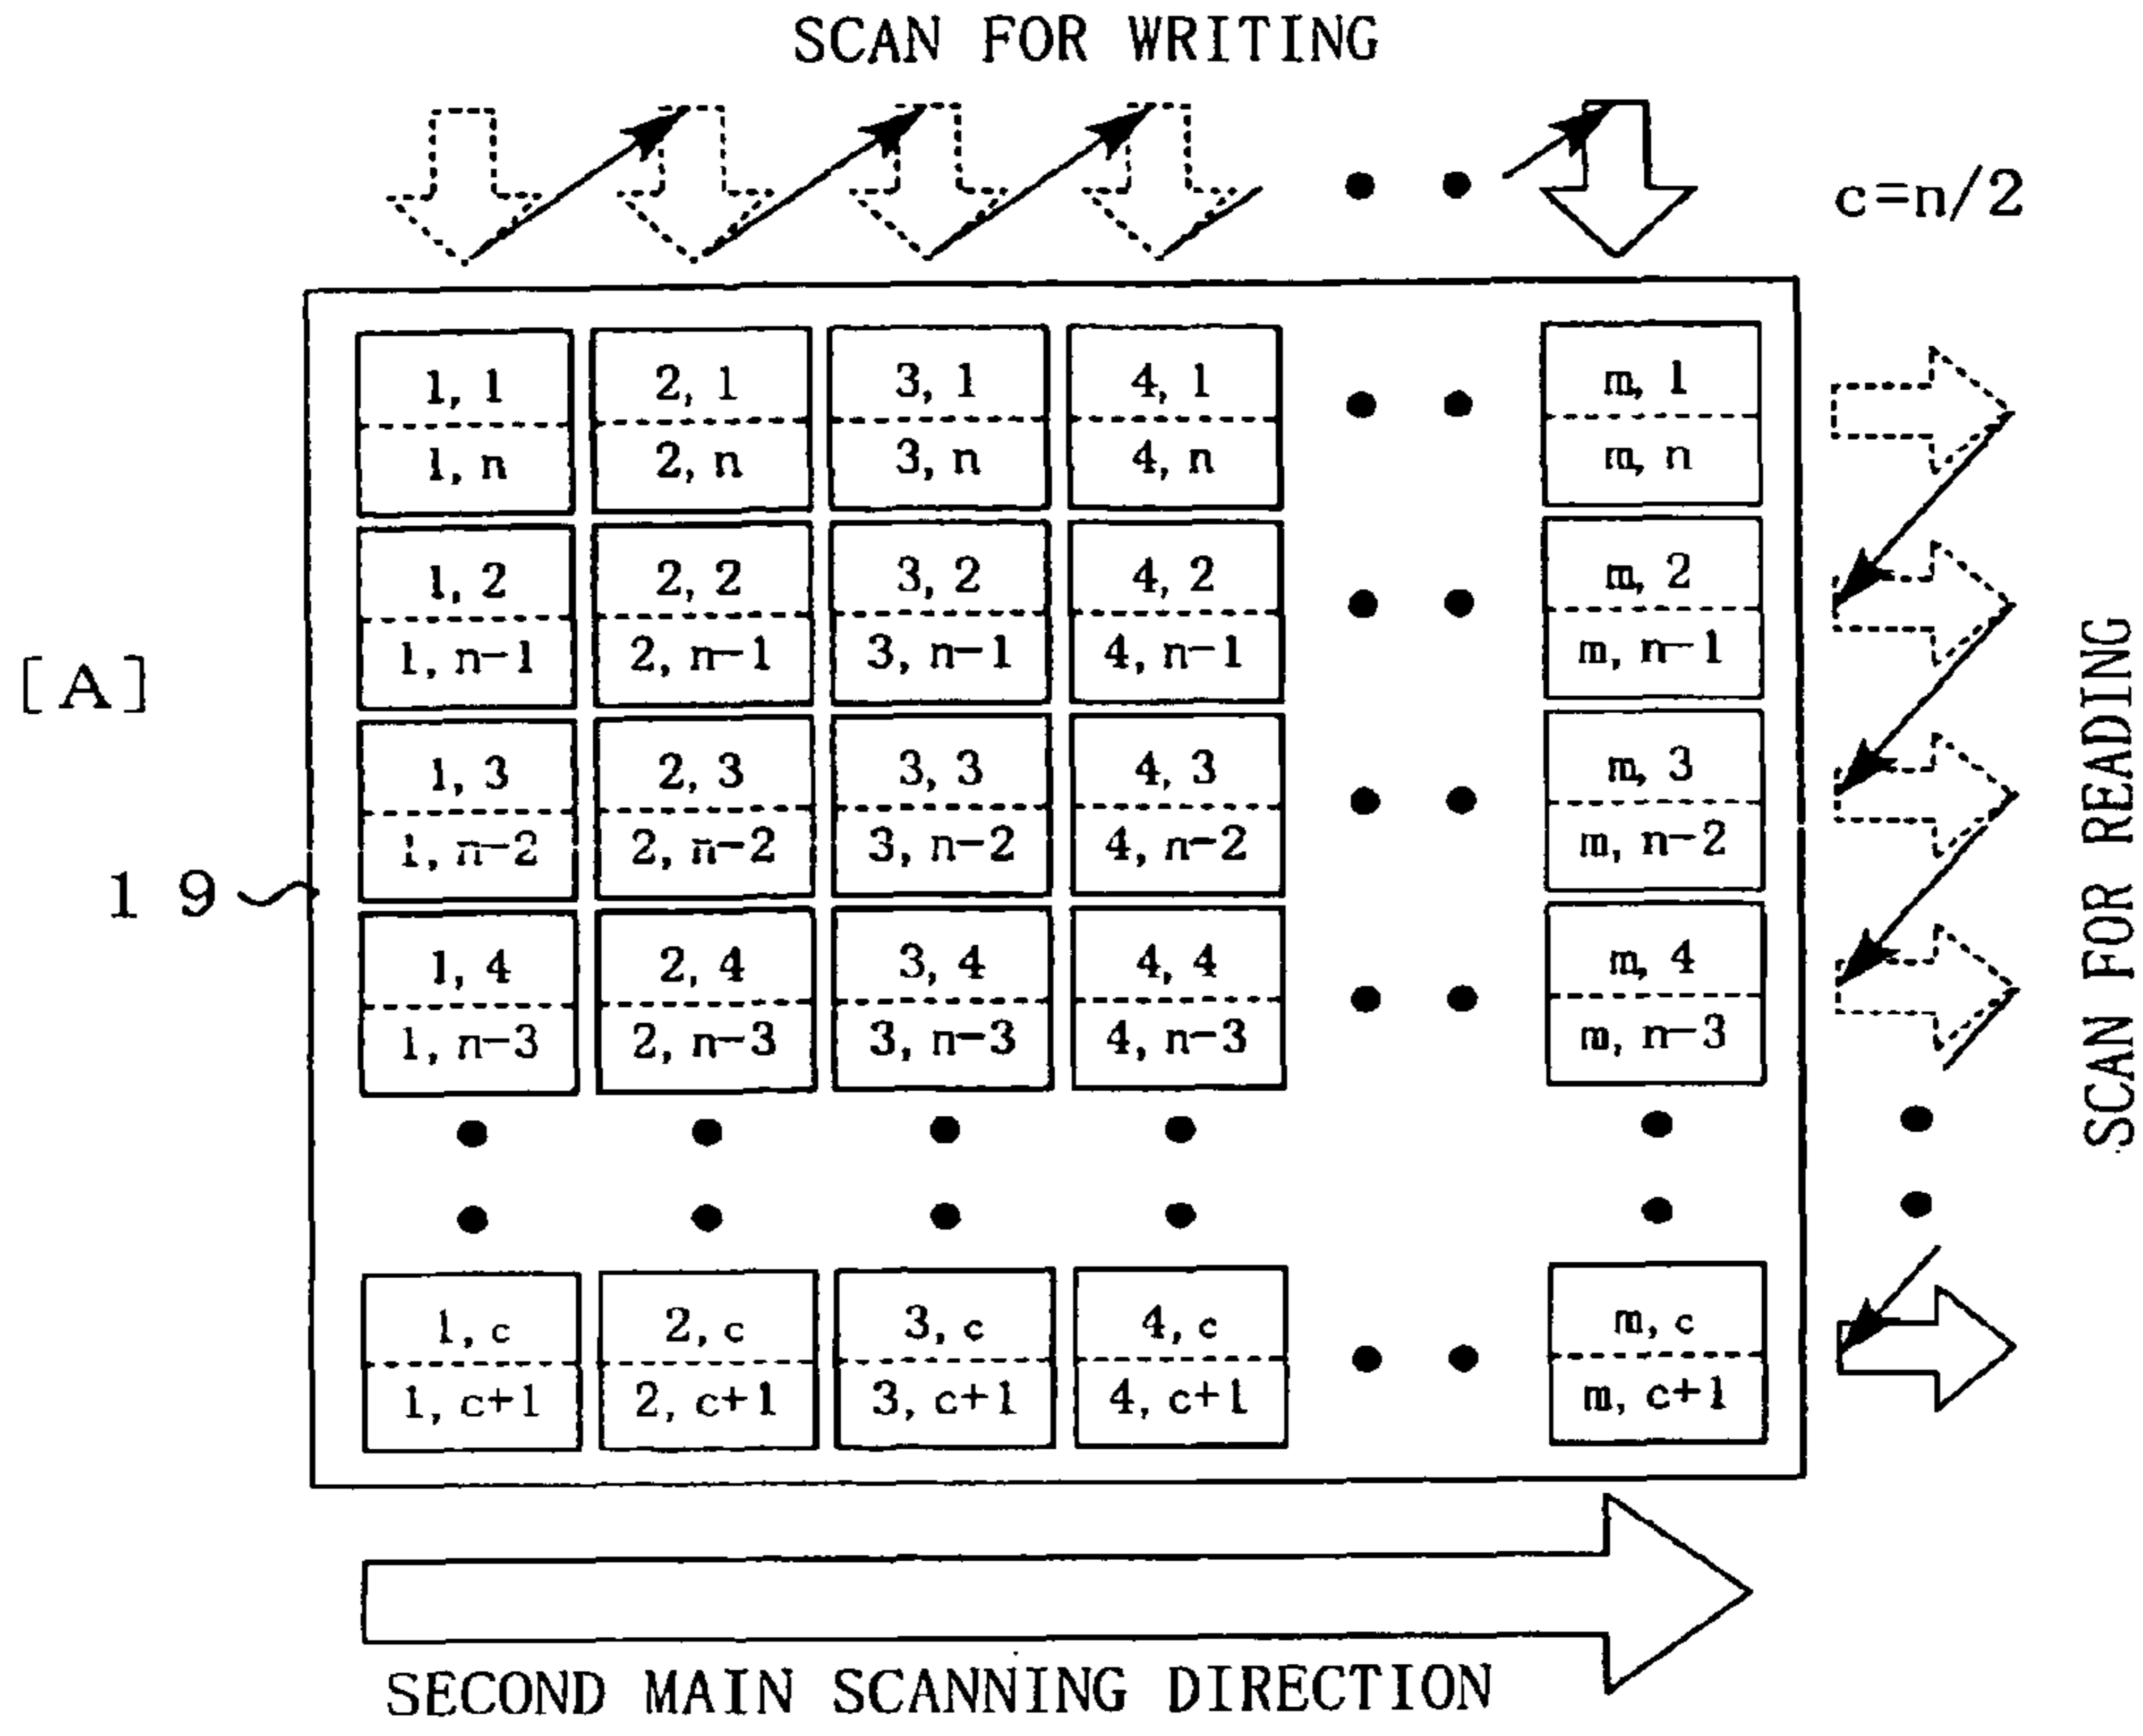 SCAN FOR WRITING
c=n/2
1, 1 2, 1 3, 1 4, 1 m, 1
1, n 2, n 3, n 4, n m, n
1, 2 2, 2 3, 2 4, 2 m, 2
1, n-1 2, n-1 3, n-1 4, n-1 m, n-1
[A]
1, 3 2, 3 3, 3 4, 3 m, 3
1, n-2 2, n-2 3, n-2 4, n-2 m, n-2
19
1, 4 2, 4 3, 4 4, 4 m, 4
1, n-3 2, n-3 3, n-3 4, n-3 m, n-3
SCAN FOR READING
1, c 2, c 3, c 4, c m, c
1, c+1 2, c+1 3, c+1 4, c+1 m, c+1
SECOND MAIN SCANNING DIRECTION